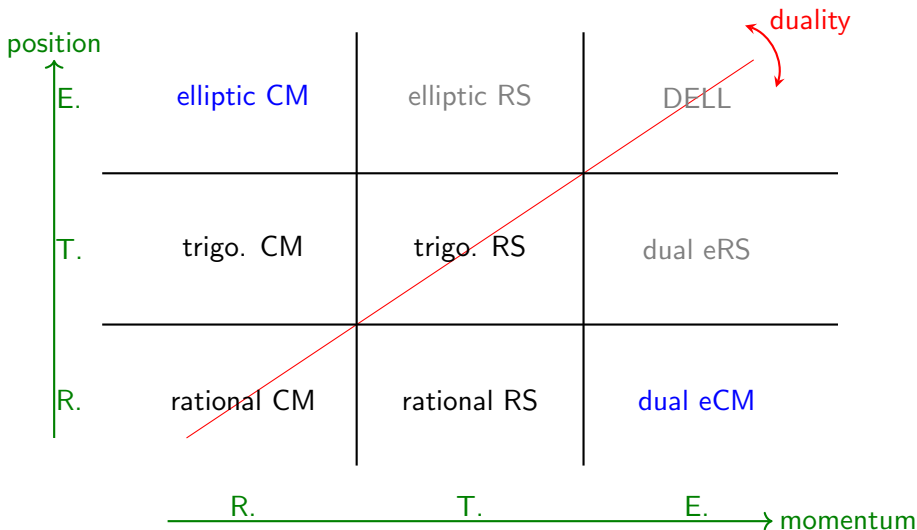 duality
position
E.
elliptic CM
elliptic RS
DELL
T.
trigo. CM
trigo. RS
dual eRS
R.
rational CM
rational RS
dual eCM
R.
T.
E.
momentum